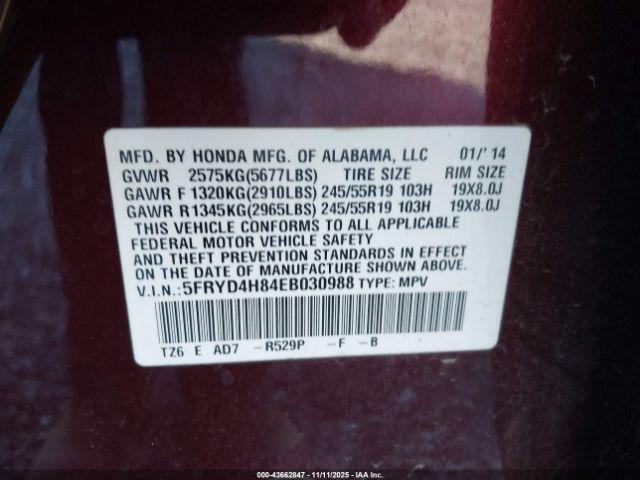 MFD. BY HONDA MFG. OF ALABAMA, LLC 01/'14
GVWR 2575KG(5677LBS) TIRE SIZE RIM SIZE
GAWR F 1320KG(2910LBS) 245/55R19 103H 19X8.0J
GAWR R 1345KG(2965LBS) 245/55R19 103H 19X8.0J
THIS VEHICLE CONFORMS TO ALL APPLICABLE
FEDERAL MOTOR VEHICLE SAFETY
AND THEFT PREVENTION STANDARDS IN EFFECT
ON THE DATE OF MANUFACTURE SHOWN ABOVE.
V.I.N.:5FRYD4H84EB030988 TYPE: MPV
TZ6 E AD7 -R529P -F -B
000-43662847 - 11/11/2025 - IAAI.COM